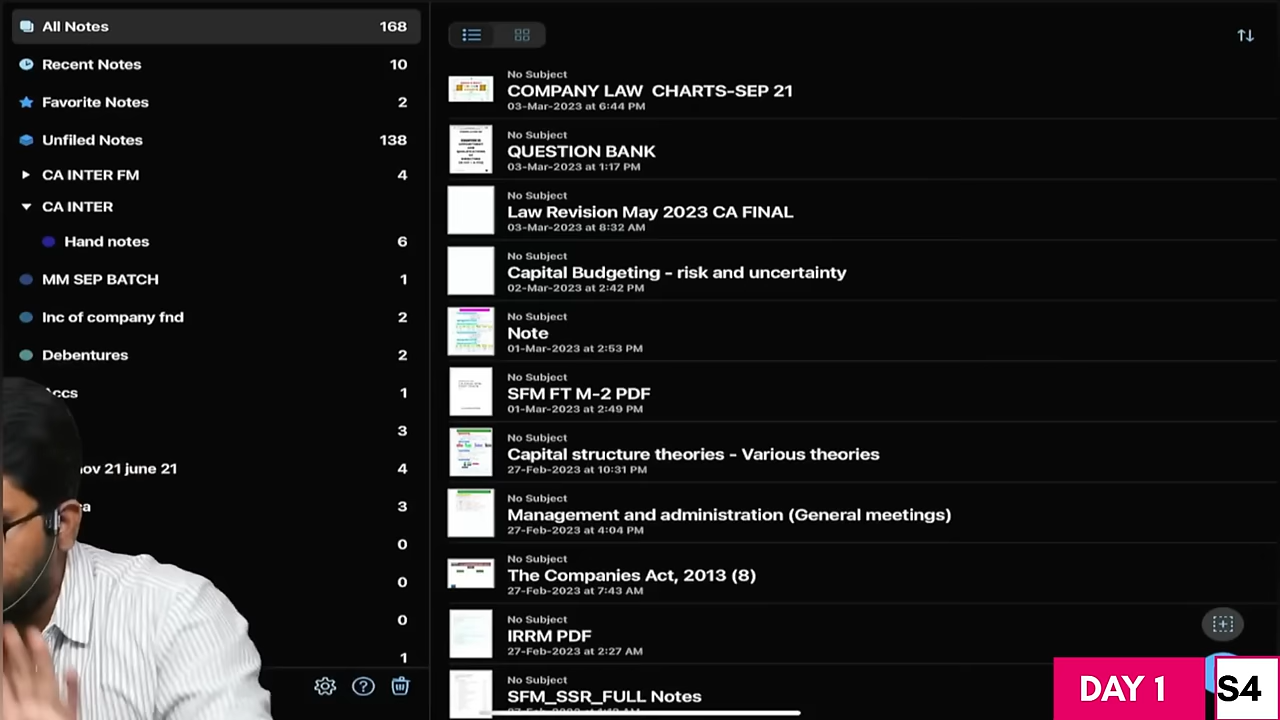 All Notes 168
Recent Notes 10
Favorite Notes 2
Unfiled Notes 138
CA INTER FM 4
CA INTER
Hand notes 6
MM SEP BATCH 1
Inc of company fnd 2
Debentures 2
Accs 1
3
nov 21 june 21 4
a 3
0
0
0
1
No Subject
COMPANY LAW CHARTS-SEP 21
03-Mar-2023 at 6:44 PM
No Subject
QUESTION BANK
03-Mar-2023 at 1:17 PM
No Subject
Law Revision May 2023 CA FINAL
03-Mar-2023 at 8:32 AM
No Subject
Capital Budgeting - risk and uncertainty
02-Mar-2023 at 2:42 PM
No Subject
Note
01-Mar-2023 at 2:53 PM
No Subject
SFM FT M-2 PDF
01-Mar-2023 at 2:49 PM
No Subject
Capital structure theories - Various theories
27-Feb-2023 at 10:31 PM
No Subject
Management and administration (General meetings)
27-Feb-2023 at 4:04 PM
No Subject
The Companies Act, 2013 (8)
27-Feb-2023 at 7:43 AM
No Subject
IRRM PDF
27-Feb-2023 at 2:27 AM
No Subject
SFM_SSR_FULL Notes
DAY 1 S4